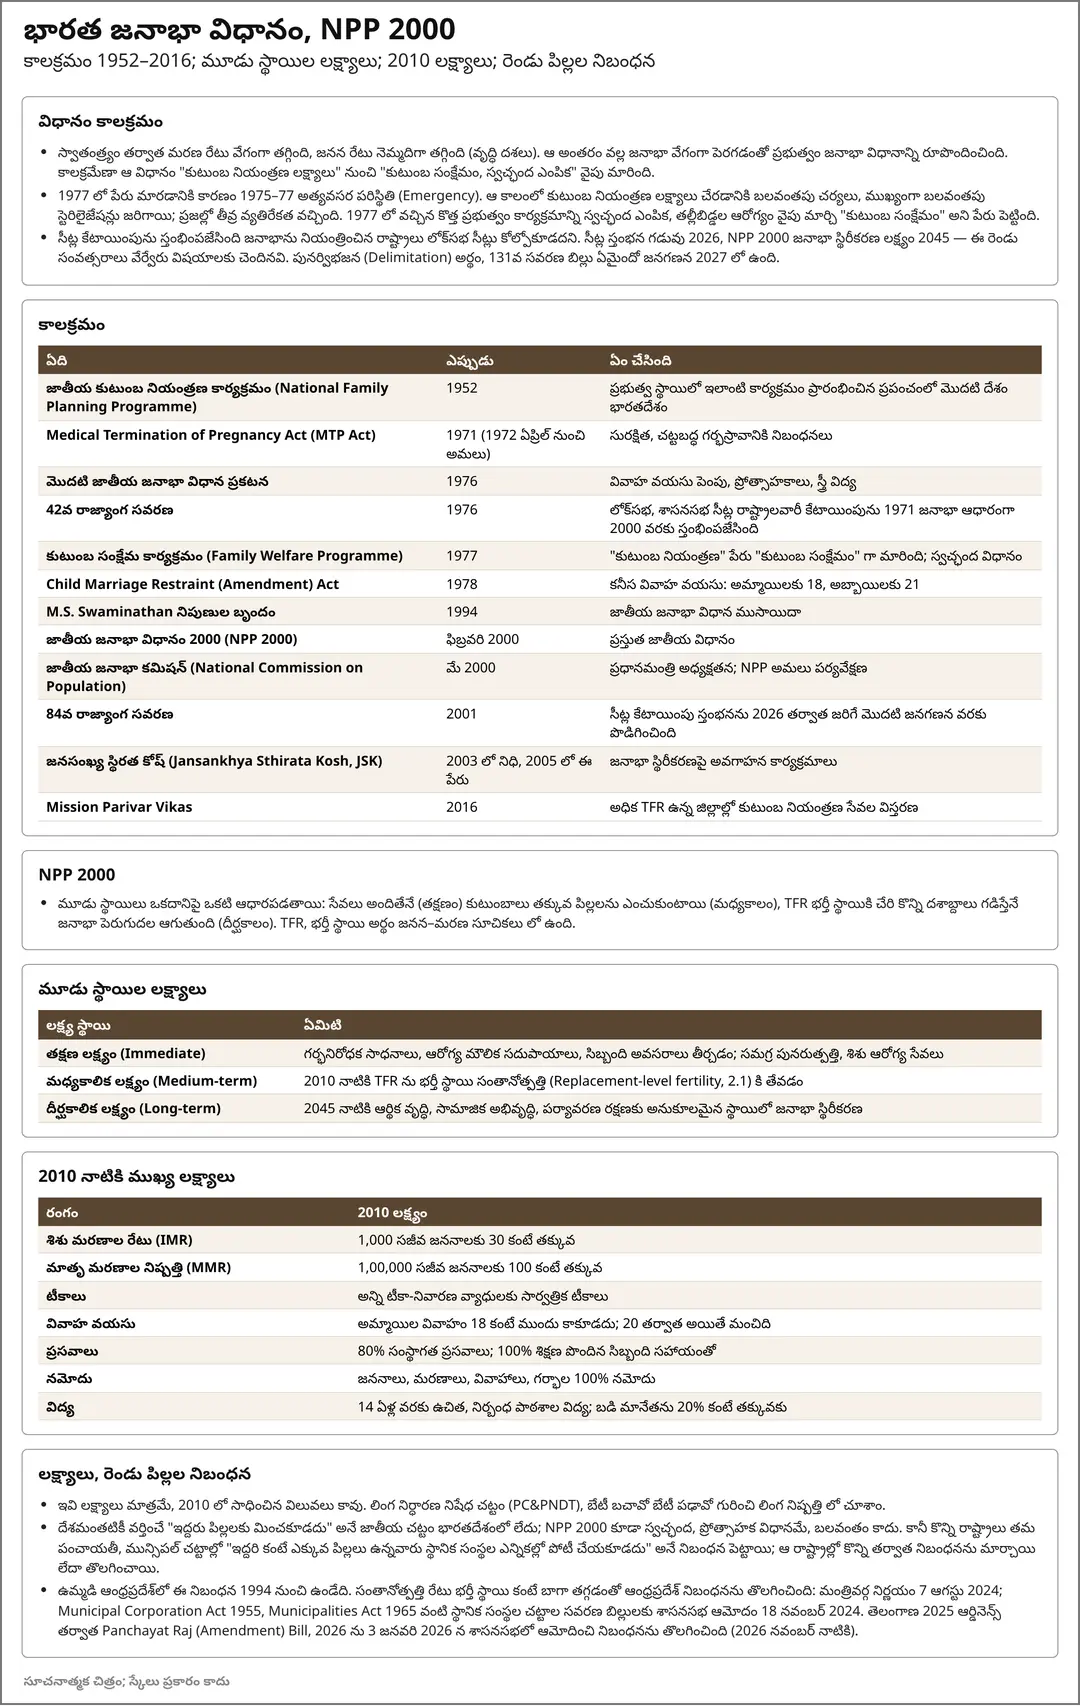 భారత జనాభా విధానం, NPP 2000
కాలక్రమం 1952–2016; మూడు స్థాయిల లక్ష్యాలు; 2010 లక్ష్యాలు; రెండు పిల్లల నిబంధన
విధానం కాలక్రమం
• స్వాతంత్ర్యం తర్వాత మరణ రేటు వేగంగా తగ్గింది, జనన రేటు నెమ్మదిగా తగ్గింది (వృద్ధి దశలు). ఆ అంతరం వల్ల జనాభా వేగంగా పెరగడంతో ప్రభుత్వం జనాభా విధానాన్ని రూపొందించింది.
కాలక్రమేణా ఆ విధానం "కుటుంబ నియంత్రణ లక్ష్యాలు" నుంచి "కుటుంబ సంక్షేమం, స్వచ్ఛంద ఎంపిక" వైపు మారింది.
• 1977 లో పేరు మారడానికి కారణం 1975–77 అత్యవసర పరిస్థితి (Emergency). ఆ కాలంలో కుటుంబ నియంత్రణ లక్ష్యాలు చేరడానికి బలవంతపు చర్యలు, ముఖ్యంగా బలవంతపు
స్టెరిలైజేషన్లు జరిగాయి; ప్రజల్లో తీవ్ర వ్యతిరేకత వచ్చింది. 1977 లో వచ్చిన కొత్త ప్రభుత్వం కార్యక్రమాన్ని స్వచ్ఛంద ఎంపిక, తల్లీబిడ్డల ఆరోగ్యం వైపు మార్చి "కుటుంబ సంక్షేమం" అని పేరు పెట్టింది.
• సీట్ల కేటాయింపును స్తంభింపజేసింది జనాభాను నియంత్రించిన రాష్ట్రాలు లోక్‌సభ సీట్లు కోల్పోకూడదని. సీట్ల స్తంభన గడువు 2026, NPP 2000 జనాభా స్థిరీకరణ లక్ష్యం 2045 — ఈ రెండు
సంవత్సరాలు వేర్వేరు విషయాలకు చెందినవి. పునర్విభజన (Delimitation) అర్థం, 131వ సవరణ బిల్లు ఏమైందో జనగణన 2027 లో ఉంది.
కాలక్రమం
ఏది ఎప్పుడు ఏం చేసింది
జాతీయ కుటుంబ నియంత్రణ కార్యక్రమం (National Family Planning Programme) 1952 ప్రభుత్వ స్థాయిలో ఇలాంటి కార్యక్రమం ప్రారంభించిన ప్రపంచంలో మొదటి దేశం భారతదేశం
Medical Termination of Pregnancy Act (MTP Act) 1971 (1972 ఏప్రిల్ నుంచి అమలు) సురక్షిత, చట్టబద్ధ గర్భస్రావానికి నిబంధనలు
మొదటి జాతీయ జనాభా విధాన ప్రకటన 1976 వివాహ వయసు పెంపు, ప్రోత్సాహకాలు, స్త్రీ విద్య
42వ రాజ్యాంగ సవరణ 1976 లోక్‌సభ, శాసనసభ సీట్ల రాష్ట్రాలవారీ కేటాయింపును 1971 జనాభా ఆధారంగా 2000 వరకు స్తంభింపజేసింది
కుటుంబ సంక్షేమ కార్యక్రమం (Family Welfare Programme) 1977 "కుటుంబ నియంత్రణ" పేరు "కుటుంబ సంక్షేమం" గా మారింది; స్వచ్ఛంద విధానం
Child Marriage Restraint (Amendment) Act 1978 కనీస వివాహ వయసు: అమ్మాయిలకు 18, అబ్బాయిలకు 21
M.S. Swaminathan నిపుణుల బృందం 1994 జాతీయ జనాభా విధాన ముసాయిదా
జాతీయ జనాభా విధానం 2000 (NPP 2000) ఫిబ్రవరి 2000 ప్రస్తుత జాతీయ విధానం
జాతీయ జనాభా కమిషన్ (National Commission on Population) మే 2000 ప్రధానమంత్రి అధ్యక్షతన; NPP అమలు పర్యవేక్షణ
84వ రాజ్యాంగ సవరణ 2001 సీట్ల కేటాయింపు స్తంభనను 2026 తర్వాత జరిగే మొదటి జనగణన వరకు పొడిగించింది
జనసంఖ్య స్థిరత కోష్ (Jansankhya Sthirata Kosh, JSK) 2003 లో నిధి, 2005 లో ఈ పేరు జనాభా స్థిరీకరణపై అవగాహన కార్యక్రమాలు
Mission Parivar Vikas 2016 అధిక TFR ఉన్న జిల్లాల్లో కుటుంబ నియంత్రణ సేవల విస్తరణ
NPP 2000
• మూడు స్థాయిలు ఒకదానిపై ఒకటి ఆధారపడతాయి: సేవలు అందితేనే (తక్షణం) కుటుంబాలు తక్కువ పిల్లలను ఎంచుకుంటాయి (మధ్యకాలం), TFR భర్తీ స్థాయికి చేరి కొన్ని దశాబ్దాలు గడిస్తేనే
జనాభా పెరుగుదల ఆగుతుంది (దీర్ఘకాలం). TFR, భర్తీ స్థాయి అర్థం జనన–మరణ సూచికలు లో ఉంది.
మూడు స్థాయిల లక్ష్యాలు
లక్ష్య స్థాయి ఏమిటి
తక్షణ లక్ష్యం (Immediate) గర్భనిరోధక సాధనాలు, ఆరోగ్య మౌలిక సదుపాయాలు, సిబ్బంది అవసరాలు తీర్చడం; సమగ్ర పునరుత్పత్తి, శిశు ఆరోగ్య సేవలు
మధ్యకాలిక లక్ష్యం (Medium-term) 2010 నాటికి TFR ను భర్తీ స్థాయి సంతానోత్పత్తి (Replacement-level fertility, 2.1) కి తేవడం
దీర్ఘకాలిక లక్ష్యం (Long-term) 2045 నాటికి ఆర్థిక వృద్ధి, సామాజిక అభివృద్ధి, పర్యావరణ రక్షణకు అనుకూలమైన స్థాయిలో జనాభా స్థిరీకరణ
2010 నాటికి ముఖ్య లక్ష్యాలు
రంగం 2010 లక్ష్యం
శిశు మరణాల రేటు (IMR) 1,000 సజీవ జననాలకు 30 కంటే తక్కువ
మాతృ మరణాల నిష్పత్తి (MMR) 1,00,000 సజీవ జననాలకు 100 కంటే తక్కువ
టీకాలు అన్ని టీకా-నివారణ వ్యాధులకు సార్వత్రిక టీకాలు
వివాహ వయసు అమ్మాయిల వివాహం 18 కంటే ముందు కాకూడదు; 20 తర్వాత అయితే మంచిది
ప్రసవాలు 80% సంస్థాగత ప్రసవాలు; 100% శిక్షణ పొందిన సిబ్బంది సహాయంతో
నమోదు జననాలు, మరణాలు, వివాహాలు, గర్భాల 100% నమోదు
విద్య 14 ఏళ్ల వరకు ఉచిత, నిర్బంధ పాఠశాల విద్య; బడి మానేతను 20% కంటే తక్కువకు
లక్ష్యాలు, రెండు పిల్లల నిబంధన
• ఇవి లక్ష్యాలు మాత్రమే, 2010 లో సాధించిన విలువలు కావు. లింగ నిర్ధారణ నిషేధ చట్టం (PC&PNDT), బేటీ బచావో బేటీ పఢావో గురించి లింగ నిష్పత్తి లో చూశాం.
• దేశమంతటికీ వర్తించే "ఇద్దరు పిల్లలకు మించకూడదు" అనే జాతీయ చట్టం భారతదేశంలో లేదు; NPP 2000 కూడా స్వచ్ఛంద, ప్రోత్సాహక విధానమే, బలవంతం కాదు. కానీ కొన్ని రాష్ట్రాలు తమ
పంచాయతీ, మున్సిపల్ చట్టాల్లో "ఇద్దరి కంటే ఎక్కువ పిల్లలు ఉన్నవారు స్థానిక సంస్థల ఎన్నికల్లో పోటీ చేయకూడదు" అనే నిబంధన పెట్టాయి; ఆ రాష్ట్రాల్లో కొన్ని తర్వాత నిబంధనను మార్చాయి
లేదా తొలగించాయి.
• ఉమ్మడి ఆంధ్రప్రదేశ్‌లో ఈ నిబంధన 1994 నుంచి ఉండేది. సంతానోత్పత్తి రేటు భర్తీ స్థాయి కంటే బాగా తగ్గడంతో ఆంధ్రప్రదేశ్ నిబంధనను తొలగించింది: మంత్రివర్గ నిర్ణయం 7 ఆగస్టు 2024;
Municipal Corporation Act 1955, Municipalities Act 1965 వంటి స్థానిక సంస్థల చట్టాల సవరణ బిల్లులకు శాసనసభ ఆమోదం 18 నవంబర్ 2024. తెలంగాణ 2025 ఆర్డినెన్స్
తర్వాత Panchayat Raj (Amendment) Bill, 2026 ను 3 జనవరి 2026 న శాసనసభలో ఆమోదించి నిబంధనను తొలగించింది (2026 నవంబర్ నాటికి).
సూచనాత్మక చిత్రం; స్కేలు ప్రకారం కాదు